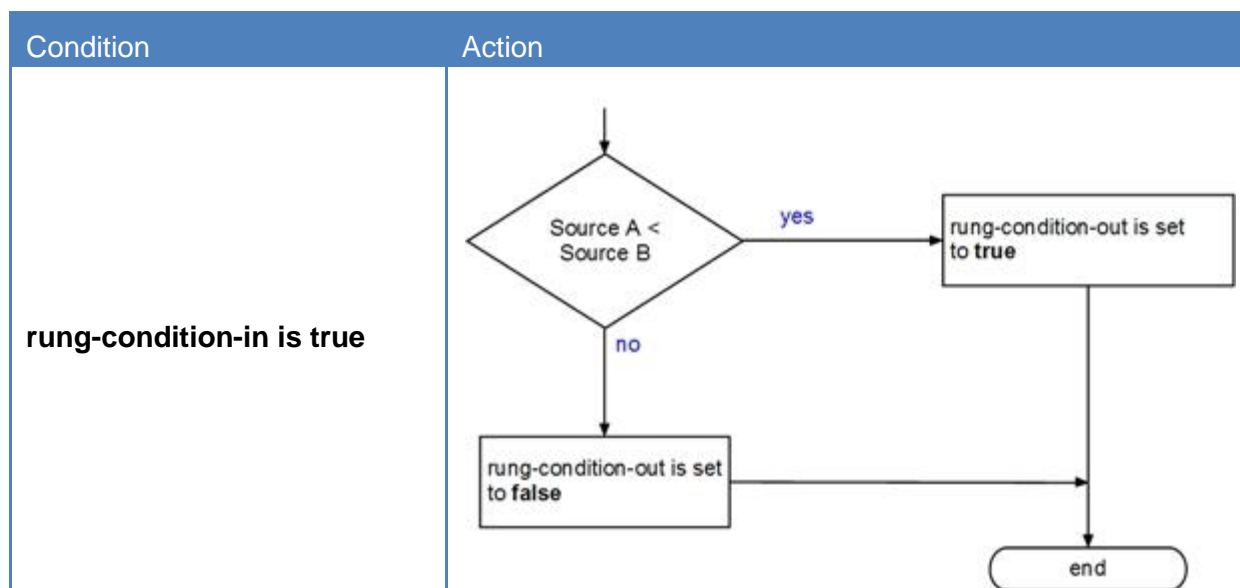 Condition
Action
Source A <
Source B
yes
rung-condition-out is set
to true
rung-condition-in is true
no
rung-condition-out is set
to false
end